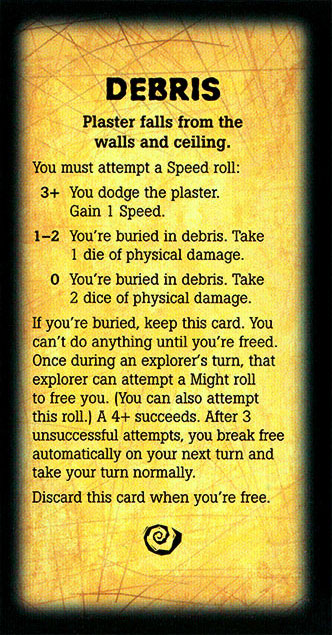 DEBRIS
Plaster falls from the
walls and ceiling.
You must attempt a Speed roll:
3+ You dodge the plaster.
Gain 1 Speed.
1–2 You’re buried in debris. Take
1 die of physical damage.
0 You’re buried in debris. Take
2 dice of physical damage.
If you’re buried, keep this card. You
can’t do anything until you’re freed.
Once during an explorer’s turn, that
explorer can attempt a Might roll
to free you. (You can also attempt
this roll.) A 4+ succeeds. After 3
unsuccessful attempts, you break free
automatically on your next turn and
take your turn normally.
Discard this card when you’re free.